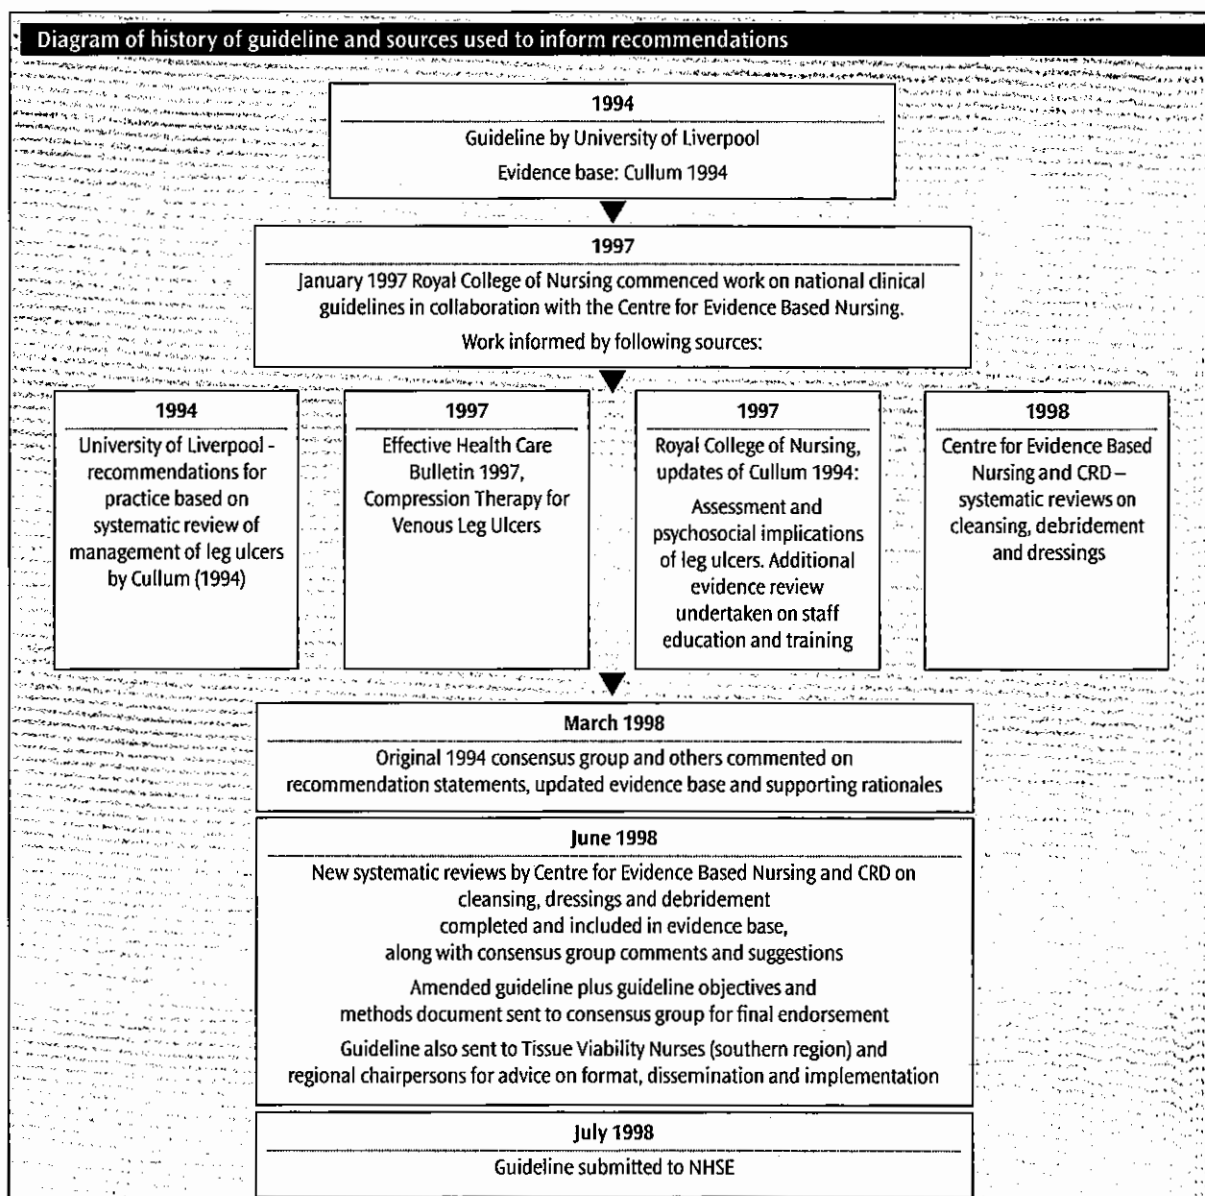 Diagram of history of guideline and sources used to inform recommendations
1994
Guideline by University of Liverpool
Evidence base: Cullum 1994
1997
January 1997 Royal College of Nursing commenced work on national clinical
guidelines in collaboration with the Centre for Evidence Based Nursing.
Work informed by following sources:
1994
University of Liverpool -
recommendations for
practice based on
systematic review of
management of leg ulcers
by Cullum (1994)
1997
Effective Health Care
Bulletin 1997,
Compression Therapy for
Venous Leg Ulcers
1997
Royal College of Nursing,
updates of Cullum 1994:
Assessment and
psychosocial implications
of leg ulcers. Additional
evidence review
undertaken on staff
education and training
1998
Centre for Evidence Based
Nursing and CRD –
systematic reviews on
cleansing, debridement
and dressings
March 1998
Original 1994 consensus group and others commented on
recommendation statements, updated evidence base and supporting rationales
June 1998
New systematic reviews by Centre for Evidence Based Nursing and CRD on
cleansing, dressings and debridement
completed and included in evidence base,
along with consensus group comments and suggestions
Amended guideline plus guideline objectives and
methods document sent to consensus group for final endorsement
Guideline also sent to Tissue Viability Nurses (southern region) and
regional chairpersons for advice on format, dissemination and implementation
July 1998
Guideline submitted to NHSE